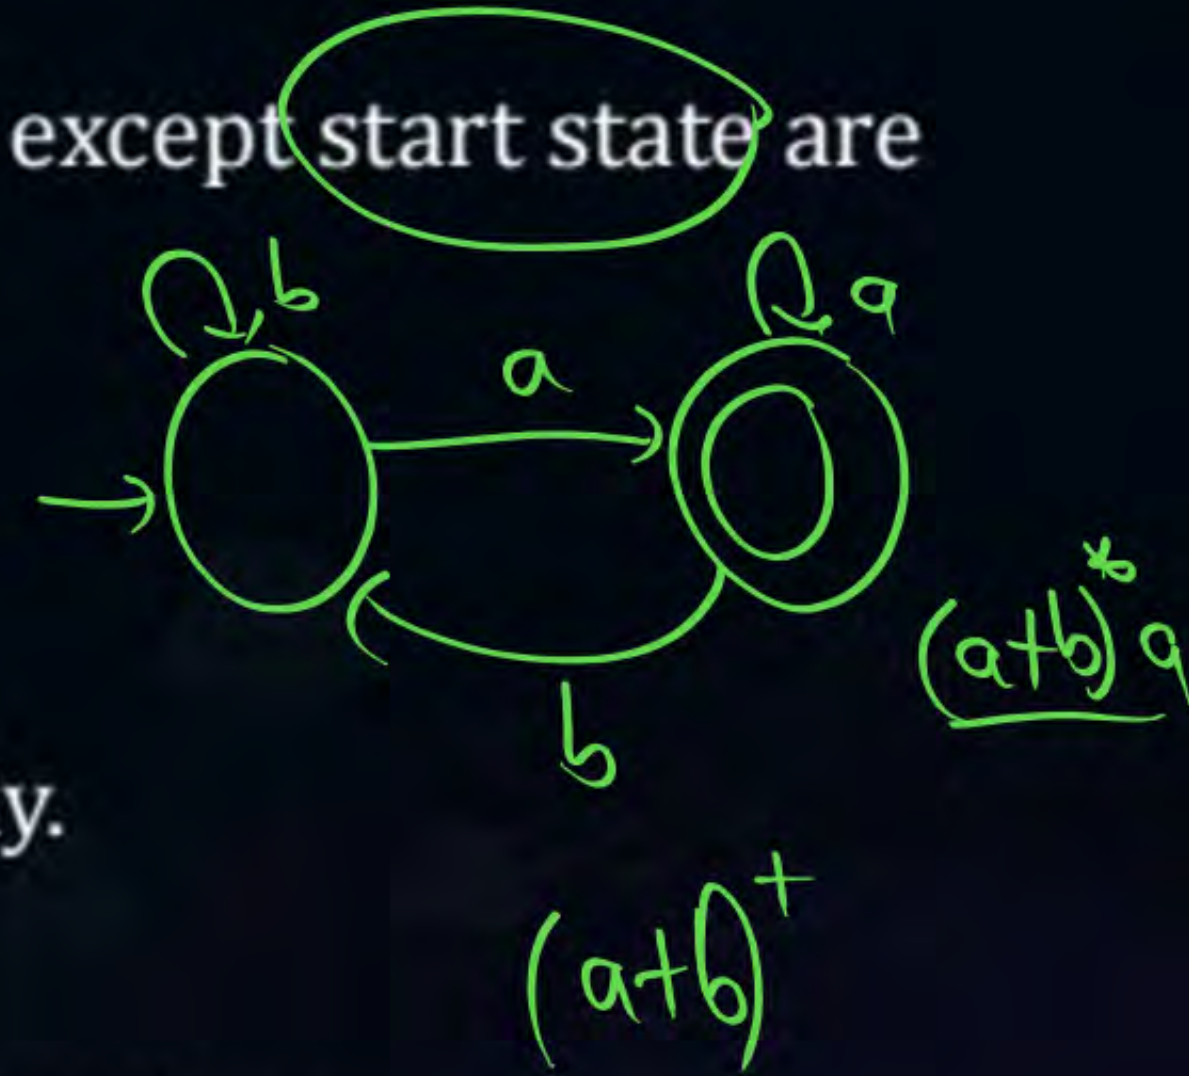 except start state are
b
a
a
(a+b)* a
b
y.
(a+b)+